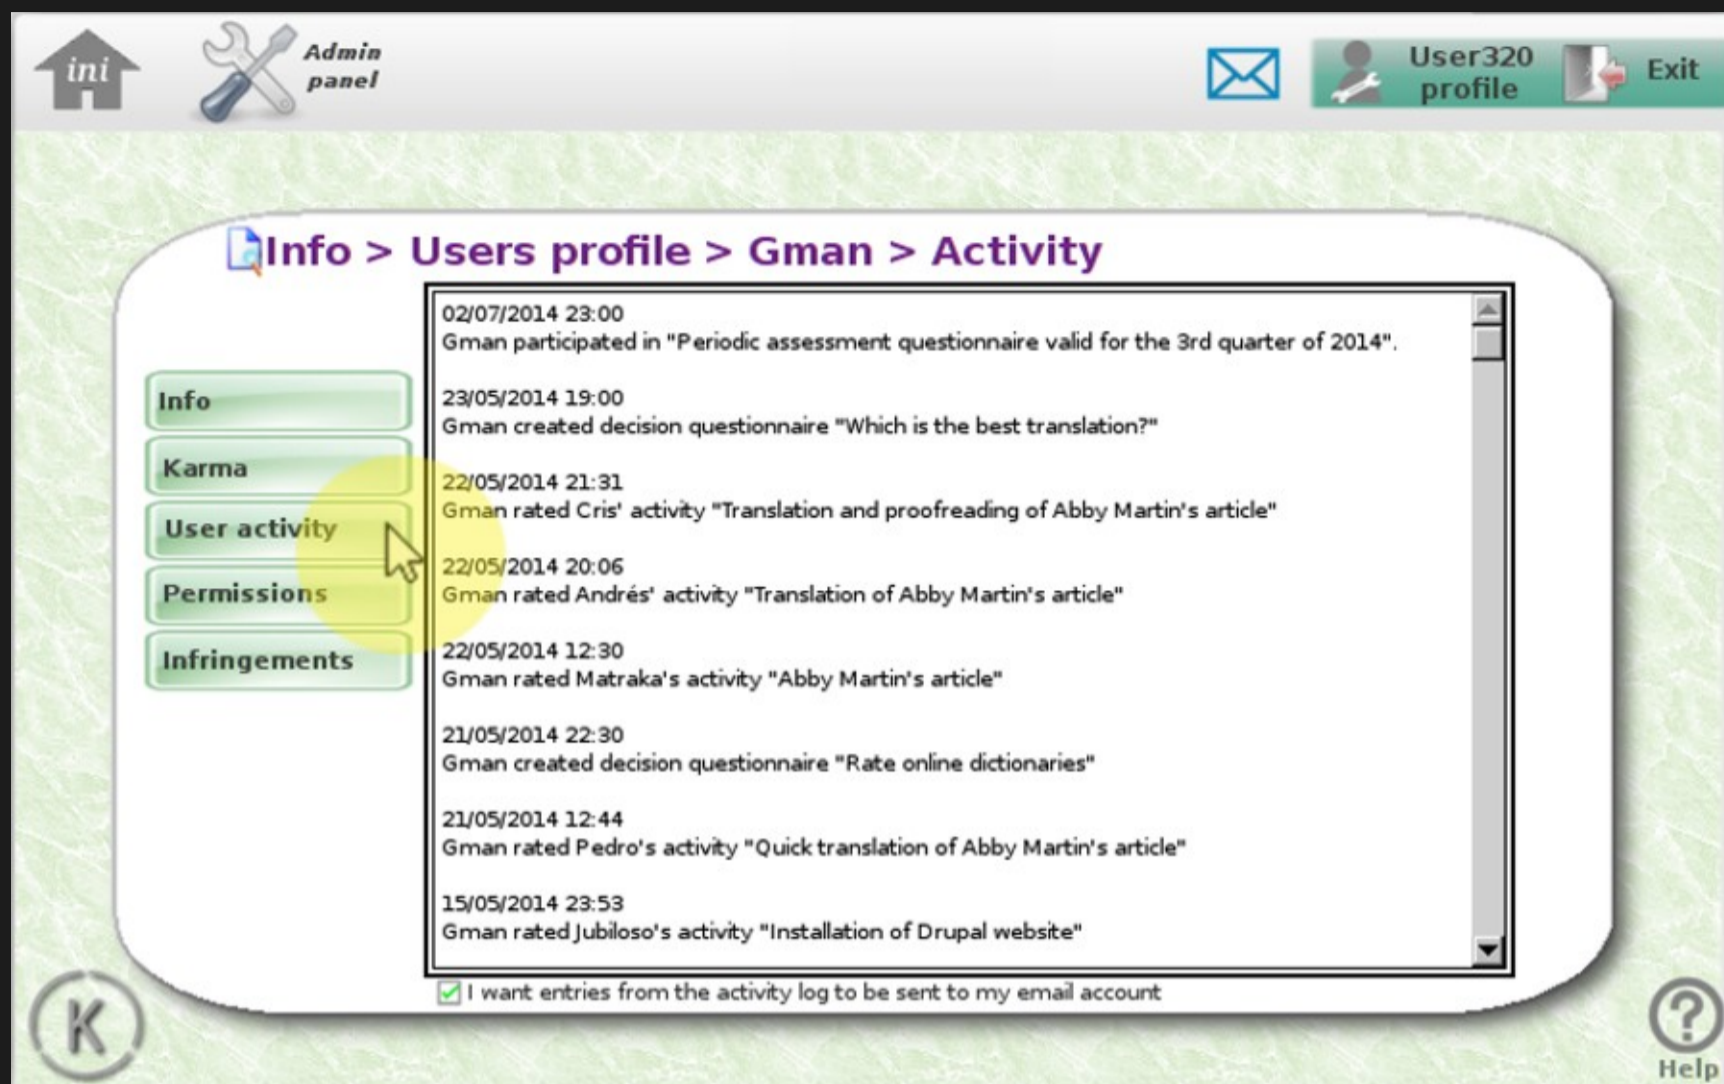 ini
Admin
panel
User320
profile
Exit
Info > Users profile > Gman > Activity
Info
Karma
User activity
Permissions
Infringements
02/07/2014 23:00
Gman participated in "Periodic assessment questionnaire valid for the 3rd quarter of 2014".
23/05/2014 19:00
Gman created decision questionnaire "Which is the best translation?"
22/05/2014 21:31
Gman rated Cris' activity "Translation and proofreading of Abby Martin's article"
22/05/2014 20:06
Gman rated Andrés' activity "Translation of Abby Martin's article"
22/05/2014 12:30
Gman rated Matraka's activity "Abby Martin's article"
21/05/2014 22:30
Gman created decision questionnaire "Rate online dictionaries"
21/05/2014 12:44
Gman rated Pedro's activity "Quick translation of Abby Martin's article"
15/05/2014 23:53
Gman rated Jubiloso's activity "Installation of Drupal website"
I want entries from the activity log to be sent to my email account
K
?
Help